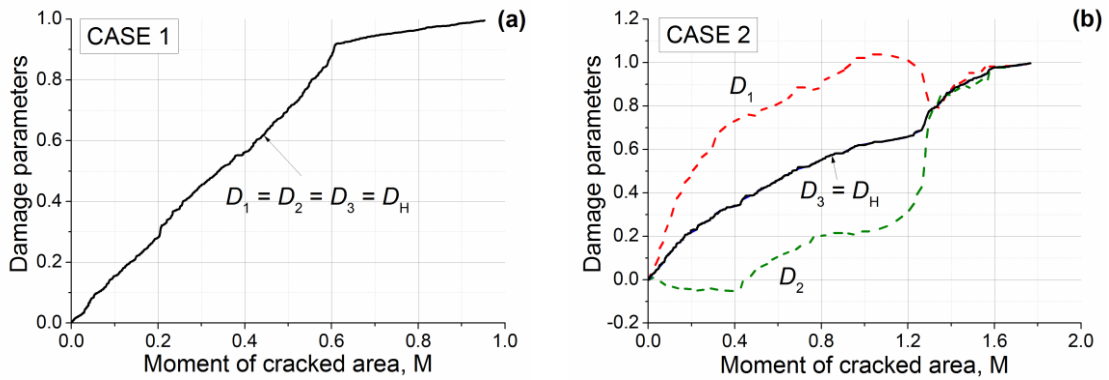 (a)
CASE 1
Damage parameters
1.0
0.8
0.6
0.4
0.2
0.0
D₁ = D₂ = D₃ = D_H
0.0 0.2 0.4 0.6 0.8 1.0
Moment of cracked area, M
(b)
CASE 2
Damage parameters
1.2
1.0
0.8
0.6
0.4
0.2
0.0
-0.2
D₁
D₃ = D_H
D₂
0.0 0.4 0.8 1.2 1.6 2.0
Moment of cracked area, M